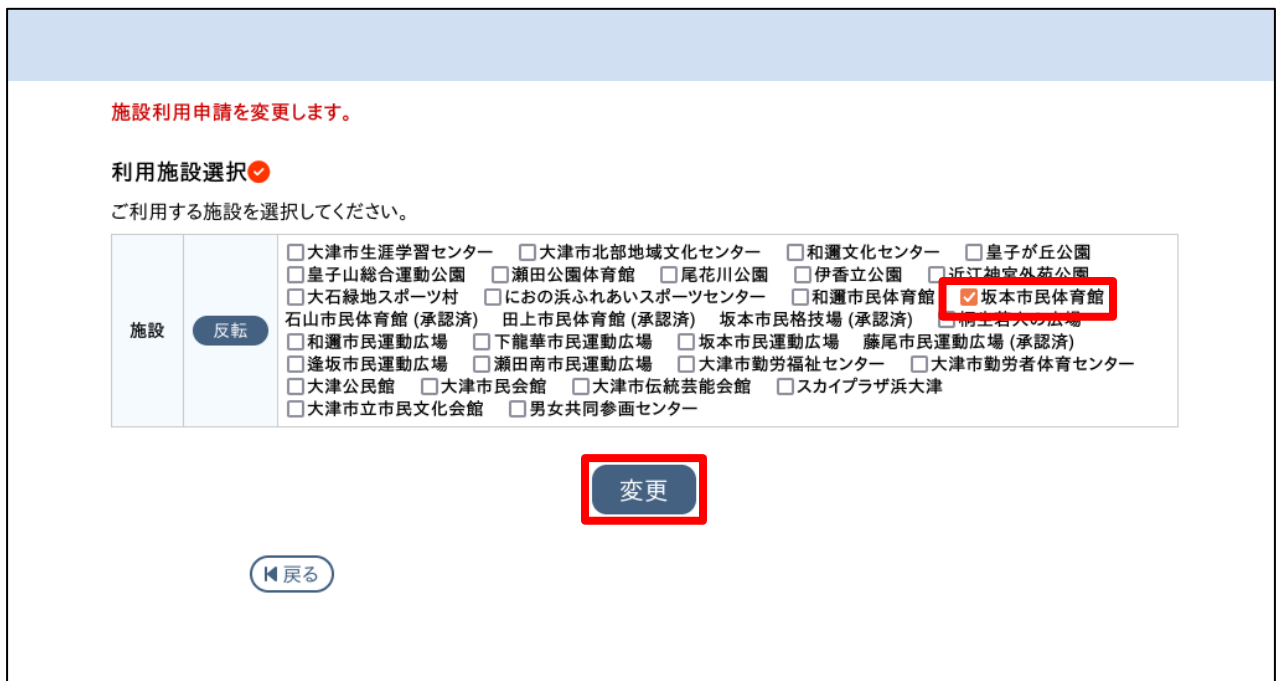 施設利用申請を変更します。
利用施設選択
ご利用する施設を選択してください。
施設
反転
大津市生涯学習センター 大津市北部地域文化センター 和邇文化センター 皇子が丘公園
皇子山総合運動公園 瀬田公園体育館 尾花川公園 伊香立公園 近江神宮外苑公園
大石緑地スポーツ村 におの浜ふれあいスポーツセンター 和邇市民体育館 坂本市民体育館
石山市民体育館 (承認済) 田上市民体育館 (承認済) 坂本市民格技場 (承認済) 桐生若人の広場
和邇市民運動広場 下龍華市民運動広場 坂本市民運動広場 藤尾市民運動広場 (承認済)
逢坂市民運動広場 瀬田南市民運動広場 大津市勤労福祉センター 大津市勤労者体育センター
大津公民館 大津市民会館 大津市伝統芸能会館 スカイプラザ浜大津
大津市立市民文化会館 男女共同参画センター
変更
戻る